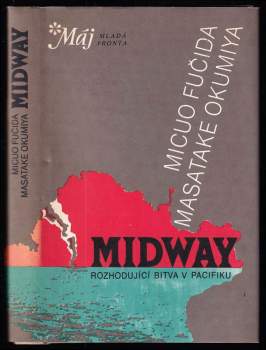 MICUO FUČIDA
MASATAKE OKUMIYA
MIDWAY
*Máj
MLADÁ
FRONTA
MICUO FUČIDA
MASATAKE OKUMIYA
MIDWAY
ROZHODUJÍCÍ BITVA V PACIFIKU